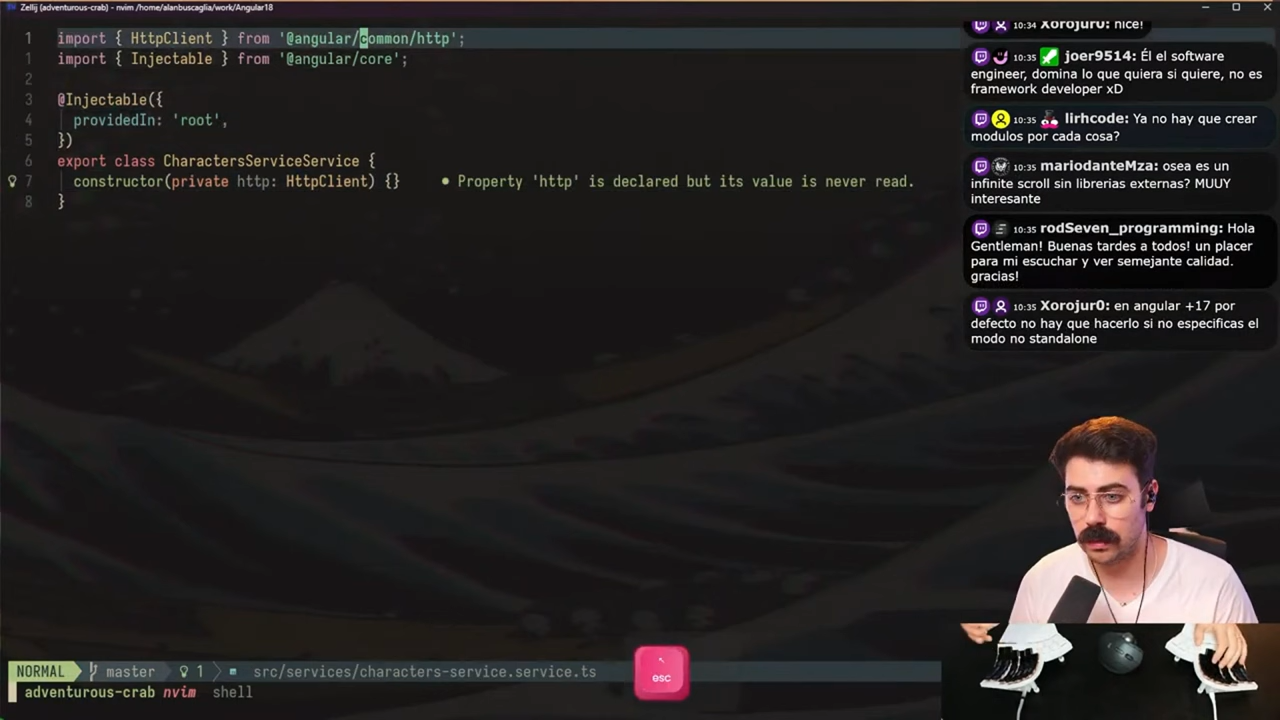 Zellij (adventurous-crab) - nvim /home/alanbuscaglia/work/Angular18
1 import { HttpClient } from '@angular/common/http';
1 import { Injectable } from '@angular/core';
2
3 @Injectable({
4 providedIn: 'root',
5 })
6 export class CharactersServiceService {
7 constructor(private http: HttpClient) {} ● Property 'http' is declared but its value is never read.
8 }
NORMAL master 1 src/services/characters-service.service.ts
adventurous-crab nvim shell
esc
10:34 Xorojur0: nice!
10:35 joer9514: Él el software
engineer, domina lo que quiera si quiere, no es
framework developer xD
10:35 lirhcode: Ya no hay que crear
modulos por cada cosa?
10:35 mariodanteMza: osea es un
infinite scroll sin librerias externas? MUUY
interesante
10:35 rodSeven_programming: Hola
Gentleman! Buenas tardes a todos! un placer
para mi escuchar y ver semejante calidad.
gracias!
10:35 Xorojur0: en angular +17 por
defecto no hay que hacerlo si no especificas el
modo no standalone